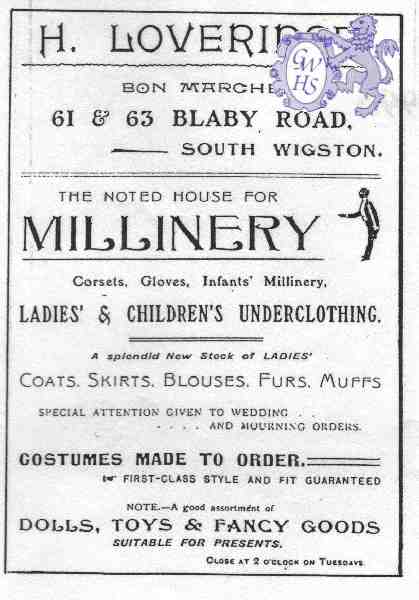 H. LOVERIDGE
GWHS
BON MARCHE
61 & 63 BLABY ROAD,
SOUTH WIGSTON.
THE NOTED HOUSE FOR
MILLINERY
Corsets, Gloves, Infants' Millinery,
LADIES' & CHILDREN'S UNDERCLOTHING.
A splendid New Stock of LADIES'
COATS, SKIRTS, BLOUSES, FURS, MUFFS
SPECIAL ATTENTION GIVEN TO WEDDING . .
. . . . AND MOURNING ORDERS.
COSTUMES MADE TO ORDER.
☞ FIRST-CLASS STYLE AND FIT GUARANTEED
NOTE.—A good assortment of
DOLLS, TOYS & FANCY GOODS
SUITABLE FOR PRESENTS.
CLOSE AT 2 O'CLOCK ON TUESDAYS.